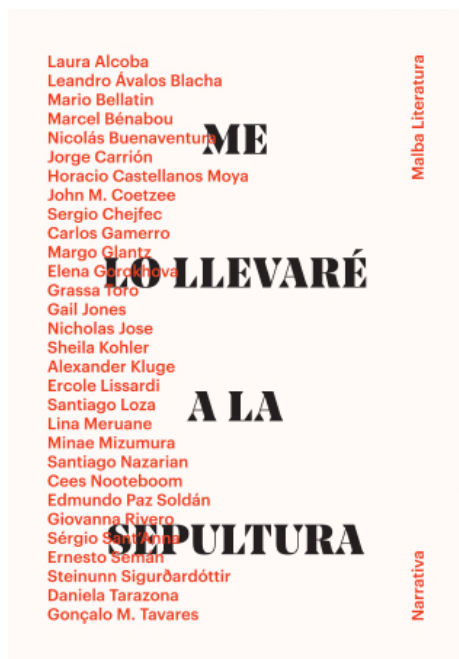 Laura Alcoba
Leandro Ávalos Blacha
Mario Bellatin
Marcel Bénabou
Nicolás Buenaventura
Jorge Carrión
Horacio Castellanos Moya
John M. Coetzee
Sergio Chejfec
Carlos Gamerro
Margo Glantz
Elena Gorokhova
Grassa Toro
Gail Jones
Nicholas Jose
Sheila Kohler
Alexander Kluge
Ercole Lissardi
Santiago Loza
Lina Meruane
Minae Mizumura
Santiago Nazarian
Cees Nooteboom
Edmundo Paz Soldán
Giovanna Rivero
Sérgio Sant'Anna
Ernesto Semán
Steinunn Sigurðardóttir
Daniela Tarazona
Gonçalo M. Tavares
ME
LO LLEVARÉ
A LA
SEPULTURA
Malba Literatura
Narrativa